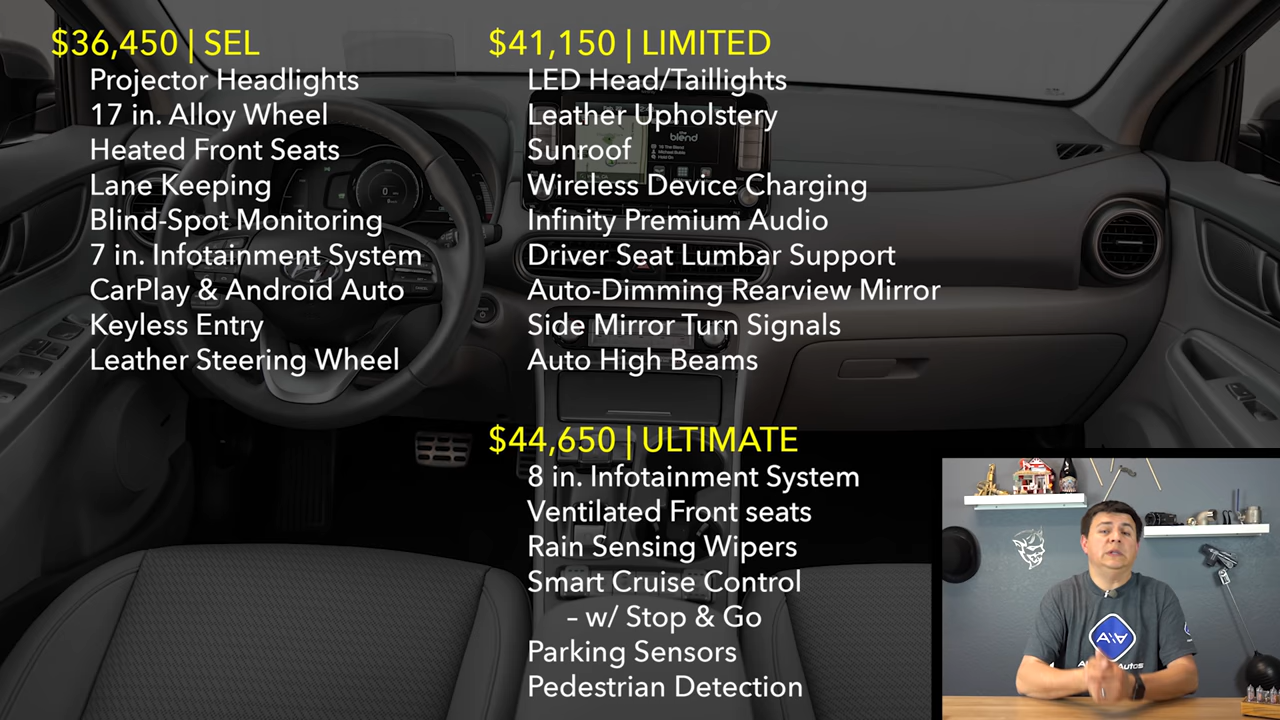 $36,450 | SEL
Projector Headlights
17 in. Alloy Wheel
Heated Front Seats
Lane Keeping
Blind-Spot Monitoring
7 in. Infotainment System
CarPlay & Android Auto
Keyless Entry
Leather Steering Wheel
$41,150 | LIMITED
LED Head/Taillights
Leather Upholstery
Sunroof
Wireless Device Charging
Infinity Premium Audio
Driver Seat Lumbar Support
Auto-Dimming Rearview Mirror
Side Mirror Turn Signals
Auto High Beams
$44,650 | ULTIMATE
8 in. Infotainment System
Ventilated Front seats
Rain Sensing Wipers
Smart Cruise Control
– w/ Stop & Go
Parking Sensors
Pedestrian Detection
blend